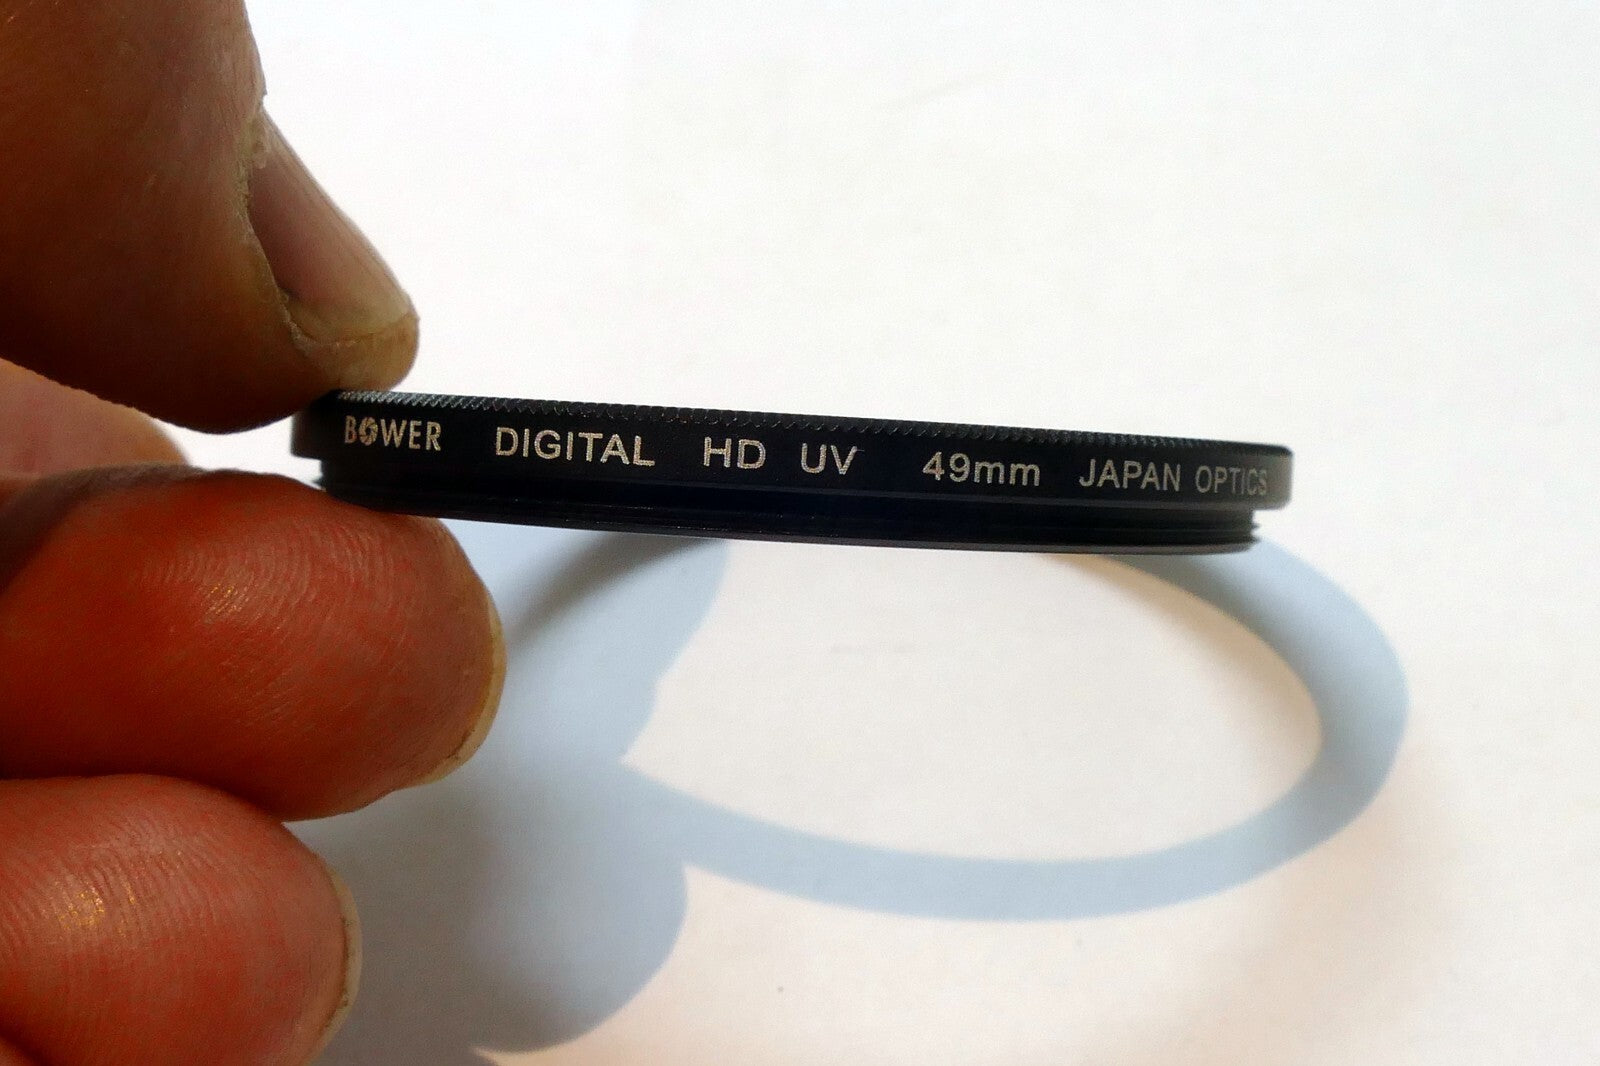 BOWER DIGITAL HD UV 49mm JAPAN OPTICS